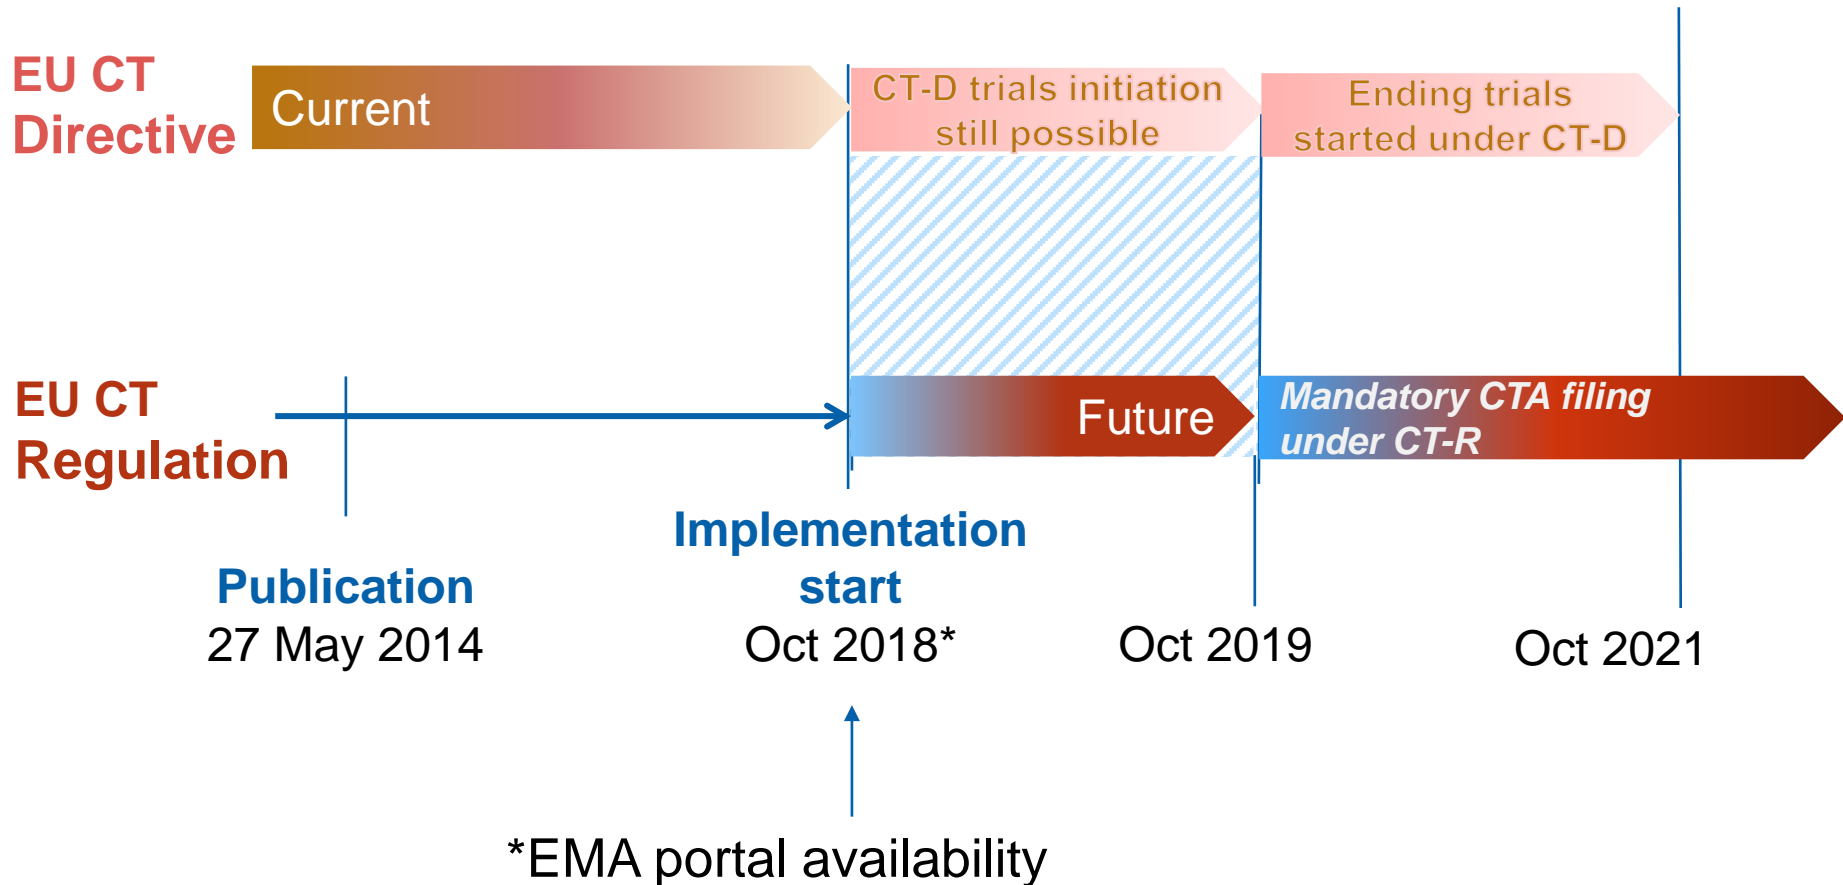 EU CT
Directive
Current
CT-D trials initiation
still possible
Ending trials
started under CT-D
EU CT
Regulation
Future
Mandatory CTA filing
under CT-R
Publication
27 May 2014
Implementation
start
Oct 2018*
Oct 2019
Oct 2021
*EMA portal availability